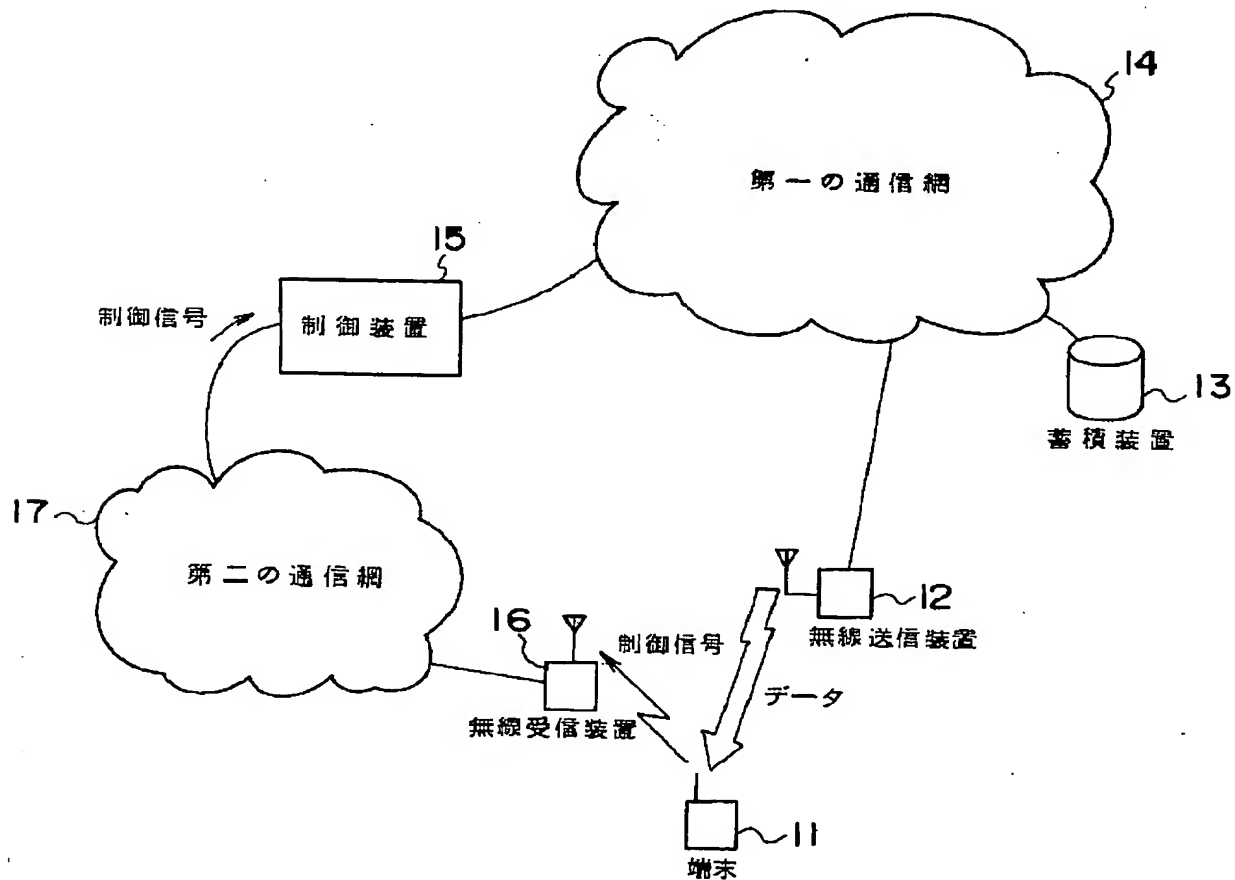 14
第一の通信網
15
制御信号
制御装置
13
蓄積装置
17
第二の通信網
12
無線送信装置
16
制御信号
データ
無線受信装置
11
端末